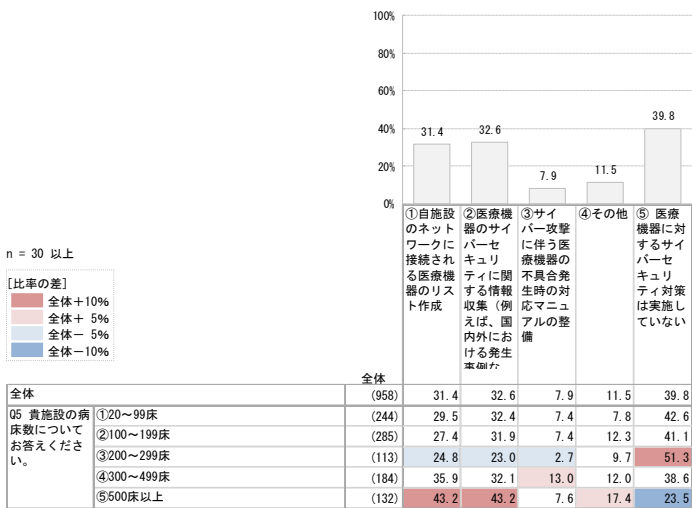 100%
80%
60%
40%
20%
0%
31.4
32.6
7.9
11.5
39.8
①自施設
のネット
ワークに
接続され
る医療機
器のリス
ト作成
②医療機
器のサイ
バーセ
キュリ
ティに関
する情報
収集（例
えば、国
内外にお
ける発生
事例な
③サイ
バー攻撃
に伴う医
療機器の
不具合発
生時の対
応マニュ
アルの整
備
④その他
⑤ 医療
機器に対
するサイ
バーセ
キュリ
ティ対策
は実施し
ていない
n = 30 以上
[比率の差]
全体＋10%
全体＋ 5%
全体－ 5%
全体－10%
全体
全体 (958) 31.4 32.6 7.9 11.5 39.8
Q5 貴施設の病
床数について
お答えくださ
い。
①20～99床 (244) 29.5 32.4 7.4 7.8 42.6
②100～199床 (285) 27.4 31.9 7.4 12.3 41.1
③200～299床 (113) 24.8 23.0 2.7 9.7 51.3
④300～499床 (184) 35.9 32.1 13.0 12.0 38.6
⑤500床以上 (132) 43.2 43.2 7.6 17.4 23.5